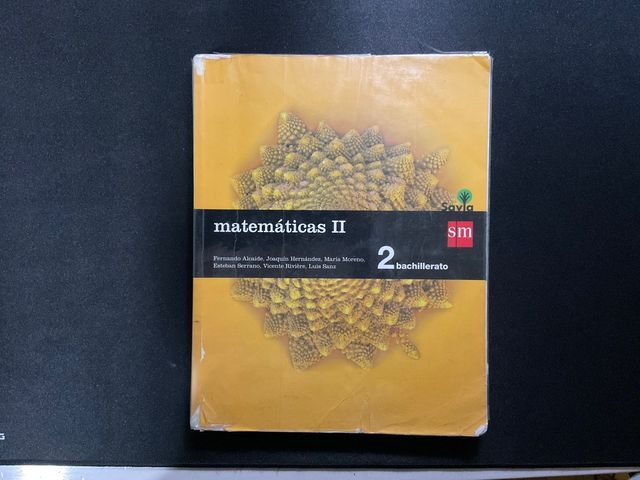 Savia
matemáticas II
sm
Fernando Alcaide, Joaquín Hernández, María Moreno,
Esteban Serrano, Vicente Rivière, Luis Sanz
2 bachillerato
G